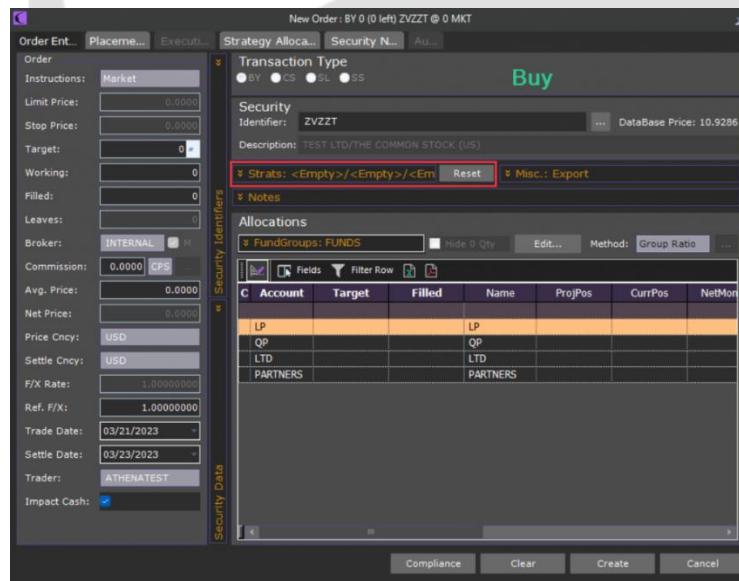 New Order : BY 0 (0 left) ZVZZT @ 0 MKT
Order Ent... Placeme... Executi... Strategy Alloca... Security N... Au...
Order
Instructions: Market
Limit Price: 0.0000
Stop Price: 0.0000
Target: 0
Working: 0
Filled: 0
Leaves: 0
Broker: INTERNAL M
Commission: 0.0000 CPS ...
Avg. Price: 0.0000
Net Price: 0.0000
Price Cncy: USD
Settle Cncy: USD
F/X Rate: 1.00000000
Ref. F/X: 1.00000000
Trade Date: 03/21/2023
Settle Date: 03/23/2023
Trader: ATHENATEST
Impact Cash:
Security Identifiers
Security Data
Transaction Type
BY CS SL SS
Buy
Security
Identifier: ZVZZT ... DataBase Price: 10.9286
Description: TEST LTD/THE COMMON STOCK (US)
Strats: <Empty>/<Empty>/<Em Reset Misc.: Export
Notes
Allocations
FundGroups: FUNDS Hide 0 Qty Edit... Method: Group Ratio ...
Fields Filter Row
C Account Target Filled Name ProjPos CurrPos NetMon
LP LP
QP QP
LTD LTD
PARTNERS PARTNERS
Compliance Clear Create Cancel